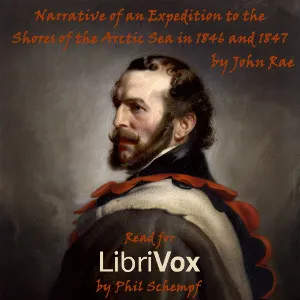 Narrative of an Expedition to the
Shores of the Arctic Sea in 1846 and 1847
by John Rae
Read for
LibriVox
by Phil Schempf